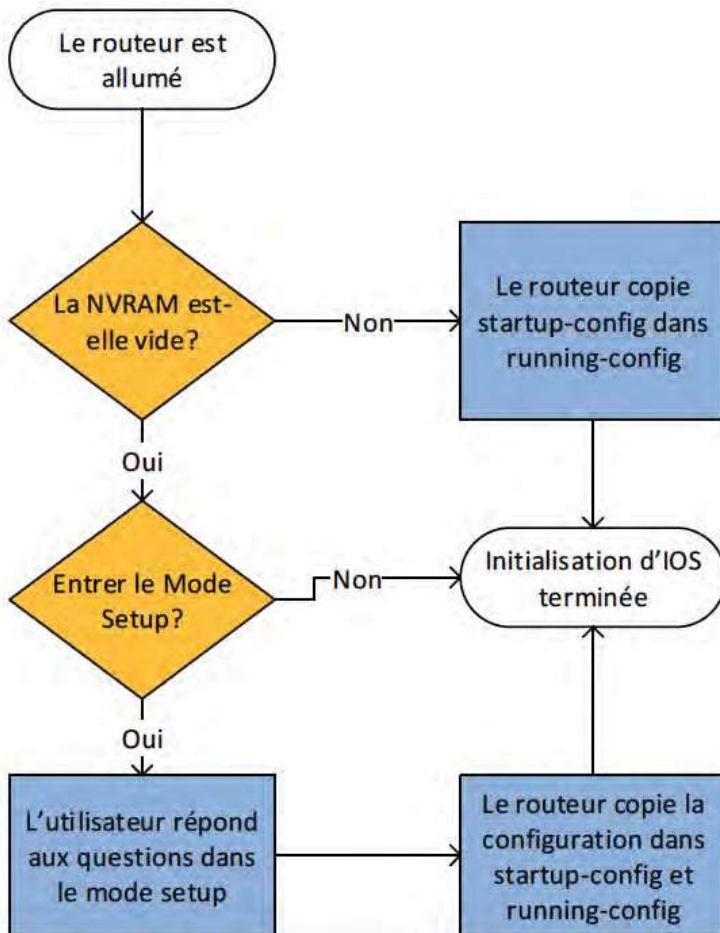 Le routeur est
allumé
La NVRAM est-
elle vide?
Non
Le routeur copie
startup-config dans
running-config
Oui
Entrer le Mode
Setup?
Non
Initialisation d'IOS
terminée
Oui
L'utilisateur répond
aux questions dans
le mode setup
Le routeur copie la
configuration dans
startup-config et
running-config